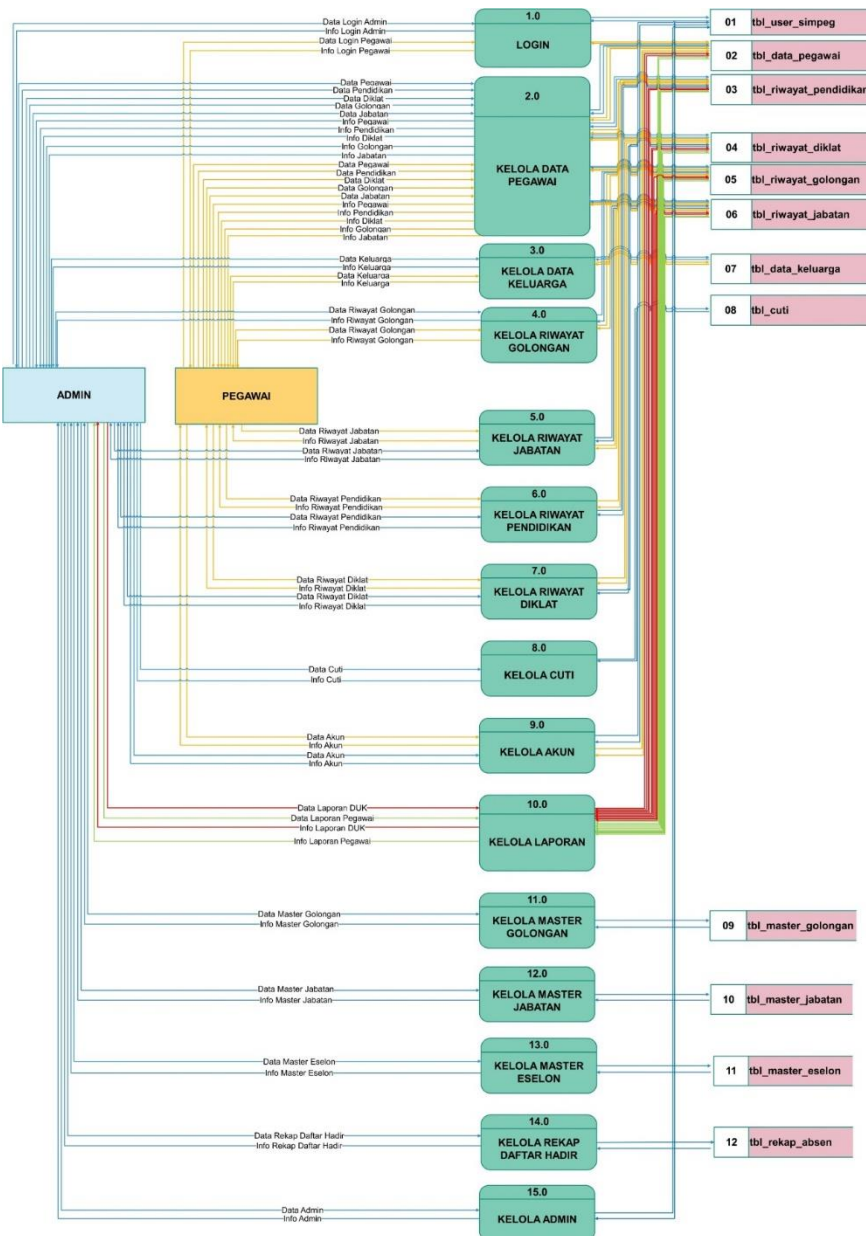 1.0
LOGIN
Data Login Admin
Info Login Admin
Data Login Pegawai
Info Login Pegawai
01 tbl_user_simpeg
02 tbl_data_pegawai
03 tbl_riwayat_pendidikan
2.0
KELOLA DATA
PEGAWAI
Data Pegawai
Data Pendidikan
Data Diklat
Data Golongan
Data Jabatan
Info Pegawai
Info Pendidikan
Info Diklat
Info Golongan
Info Jabatan
Data Pegawai
Data Pendidikan
Data Diklat
Data Golongan
Data Jabatan
Info Pegawai
Info Pendidikan
Info Diklat
Info Golongan
Info Jabatan
04 tbl_riwayat_diklat
05 tbl_riwayat_golongan
06 tbl_riwayat_jabatan
3.0
KELOLA DATA
KELUARGA
Data Keluarga
Info Keluarga
Data Keluarga
Info Keluarga
07 tbl_data_keluarga
08 tbl_cuti
4.0
KELOLA RIWAYAT
GOLONGAN
Data Riwayat Golongan
Info Riwayat Golongan
Data Riwayat Golongan
Info Riwayat Golongan
ADMIN
PEGAWAI
5.0
KELOLA RIWAYAT
JABATAN
Data Riwayat Jabatan
Info Riwayat Jabatan
Data Riwayat Jabatan
Info Riwayat Jabatan
6.0
KELOLA RIWAYAT
PENDIDIKAN
Data Riwayat Pendidikan
Info Riwayat Pendidikan
Data Riwayat Pendidikan
Info Riwayat Pendidikan
7.0
KELOLA RIWAYAT
DIKLAT
Data Riwayat Diklat
Info Riwayat Diklat
Data Riwayat Diklat
Info Riwayat Diklat
8.0
KELOLA CUTI
Data Cuti
Info Cuti
9.0
KELOLA AKUN
Data Akun
Info Akun
Data Akun
Info Akun
10.0
KELOLA LAPORAN
Data Laporan DUK
Data Laporan Pegawai
Info Laporan DUK
Info Laporan Pegawai
11.0
KELOLA MASTER
GOLONGAN
Data Master Golongan
Info Master Golongan
09 tbl_master_golongan
12.0
KELOLA MASTER
JABATAN
Data Master Jabatan
Info Master Jabatan
10 tbl_master_jabatan
13.0
KELOLA MASTER
ESELON
Data Master Eselon
Info Master Eselon
11 tbl_master_eselon
14.0
KELOLA REKAP
DAFTAR HADIR
Data Rekap Daftar Hadir
Info Rekap Daftar Hadir
12 tbl_rekap_absen
15.0
KELOLA ADMIN
Data Admin
Info Admin